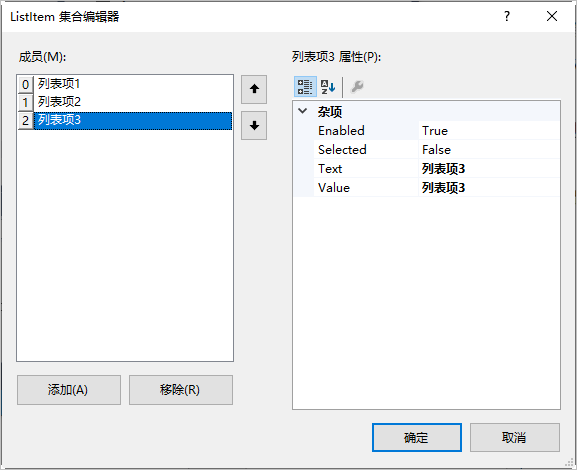 ListItem 集合编辑器
?
成员(M):
0 列表项1
1 列表项2
2 列表项3
添加(A)
移除(R)
列表项3 属性(P):
杂项
Enabled True
Selected False
Text 列表项3
Value 列表项3
确定
取消